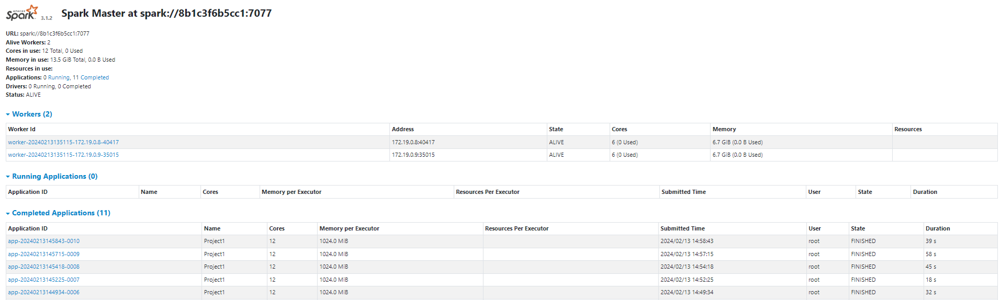 APACHE
Spark 3.1.2 Spark Master at spark://8b1c3f6b5cc1:7077
URL: spark://8b1c3f6b5cc1:7077
Alive Workers: 2
Cores in use: 12 Total, 0 Used
Memory in use: 13.5 GiB Total, 0.0 B Used
Resources in use:
Applications: 0 Running, 11 Completed
Drivers: 0 Running, 0 Completed
Status: ALIVE
Workers (2)
Worker Id Address State Cores Memory Resources
worker-20240213135115-172.19.0.8-40417 172.19.0.8:40417 ALIVE 6 (0 Used) 6.7 GiB (0.0 B Used)
worker-20240213135115-172.19.0.9-35015 172.19.0.9:35015 ALIVE 6 (0 Used) 6.7 GiB (0.0 B Used)
Running Applications (0)
Application ID Name Cores Memory per Executor Resources Per Executor Submitted Time User State Duration
Completed Applications (11)
Application ID Name Cores Memory per Executor Resources Per Executor Submitted Time User State Duration
app-20240213145843-0010 Project1 12 1024.0 MiB 2024/02/13 14:58:43 root FINISHED 39 s
app-20240213145715-0009 Project1 12 1024.0 MiB 2024/02/13 14:57:15 root FINISHED 58 s
app-20240213145418-0008 Project1 12 1024.0 MiB 2024/02/13 14:54:18 root FINISHED 45 s
app-20240213145225-0007 Project1 12 1024.0 MiB 2024/02/13 14:52:25 root FINISHED 18 s
app-20240213144934-0006 Project1 12 1024.0 MiB 2024/02/13 14:49:34 root FINISHED 32 s